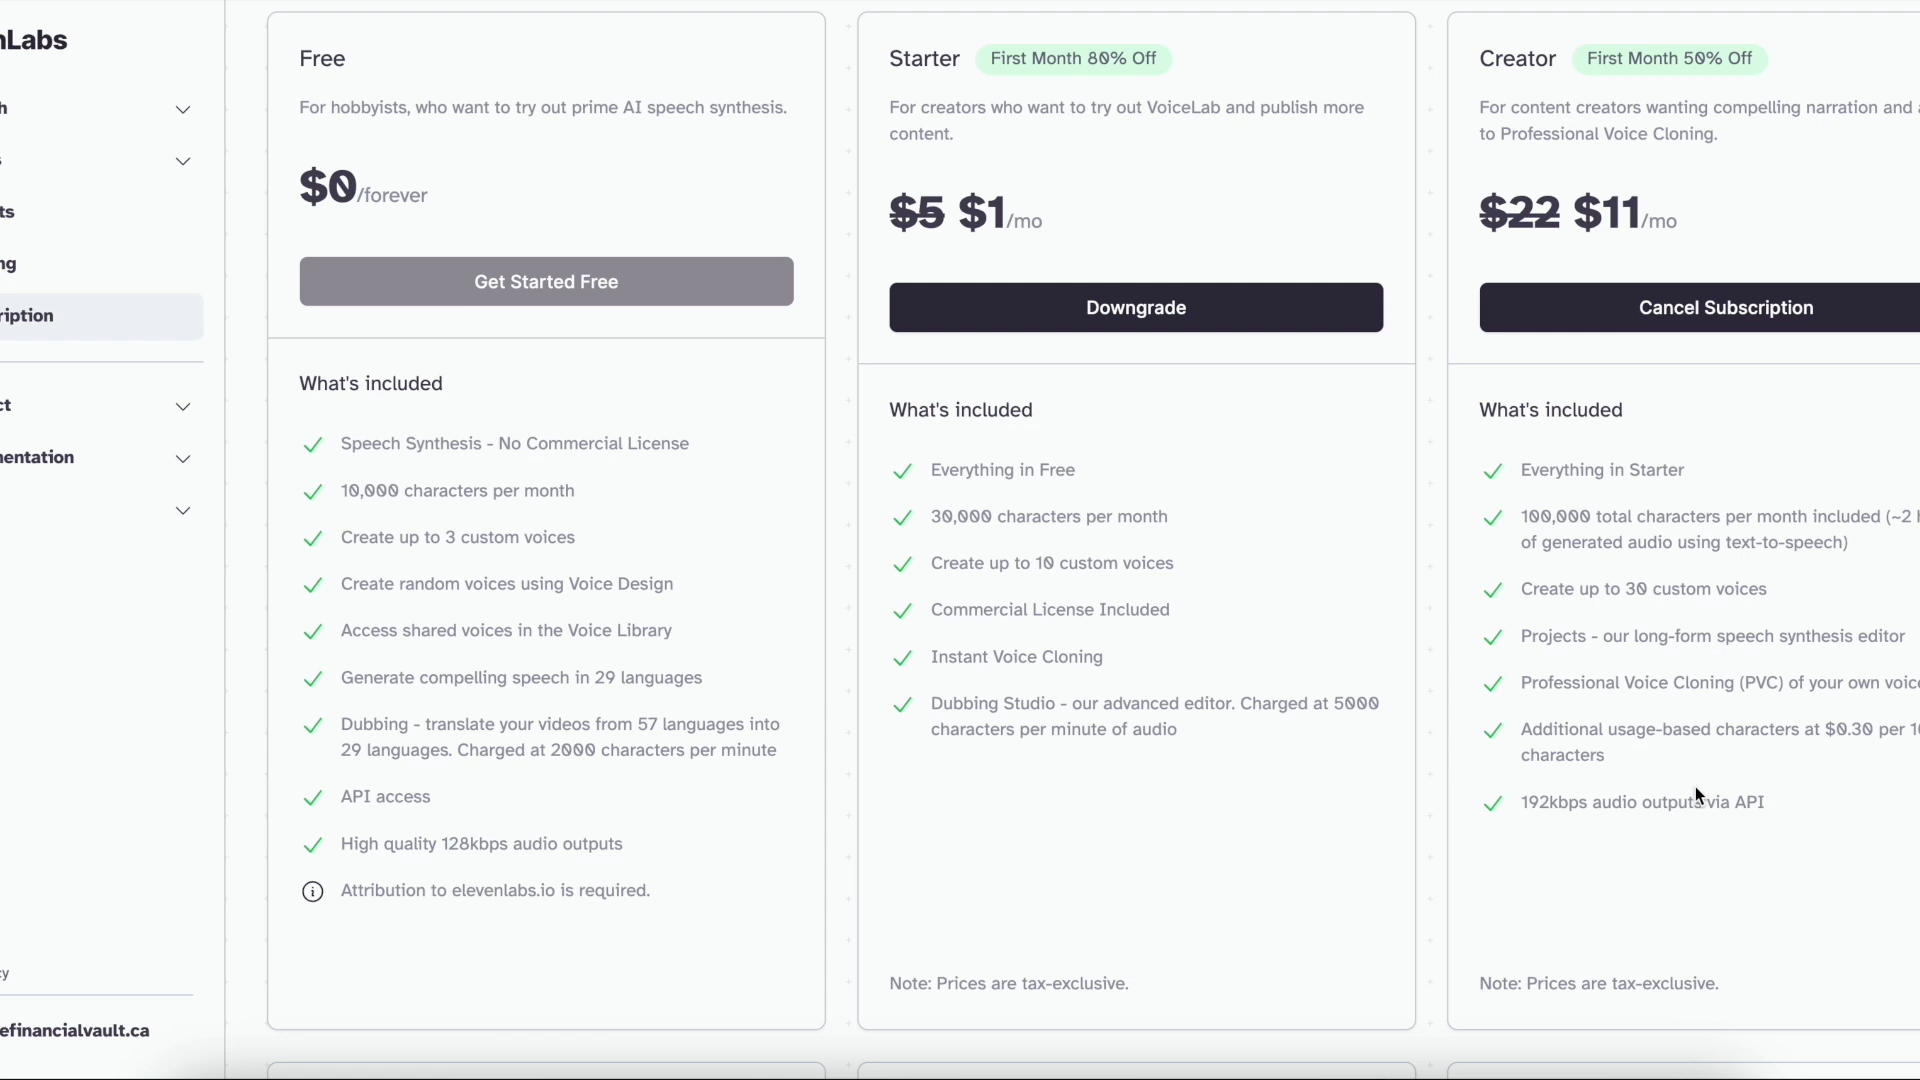 nLabs
h
s
ts
ng
ription
ct
nentation
cy
efinancialvault.ca
Free
For hobbyists, who want to try out prime AI speech synthesis.
$0/forever
Get Started Free
What's included
Speech Synthesis - No Commercial License
10,000 characters per month
Create up to 3 custom voices
Create random voices using Voice Design
Access shared voices in the Voice Library
Generate compelling speech in 29 languages
Dubbing - translate your videos from 57 languages into
29 languages. Charged at 2000 characters per minute
API access
High quality 128kbps audio outputs
Attribution to elevenlabs.io is required.
Starter First Month 80% Off
For creators who want to try out VoiceLab and publish more
content.
$5 $1/mo
Downgrade
What's included
Everything in Free
30,000 characters per month
Create up to 10 custom voices
Commercial License Included
Instant Voice Cloning
Dubbing Studio - our advanced editor. Charged at 5000
characters per minute of audio
Note: Prices are tax-exclusive.
Creator First Month 50% Off
For content creators wanting compelling narration and a
to Professional Voice Cloning.
$22 $11/mo
Cancel Subscription
What's included
Everything in Starter
100,000 total characters per month included (~2 h
of generated audio using text-to-speech)
Create up to 30 custom voices
Projects - our long-form speech synthesis editor
Professional Voice Cloning (PVC) of your own voice
Additional usage-based characters at $0.30 per 10
characters
192kbps audio outputs via API
Note: Prices are tax-exclusive.